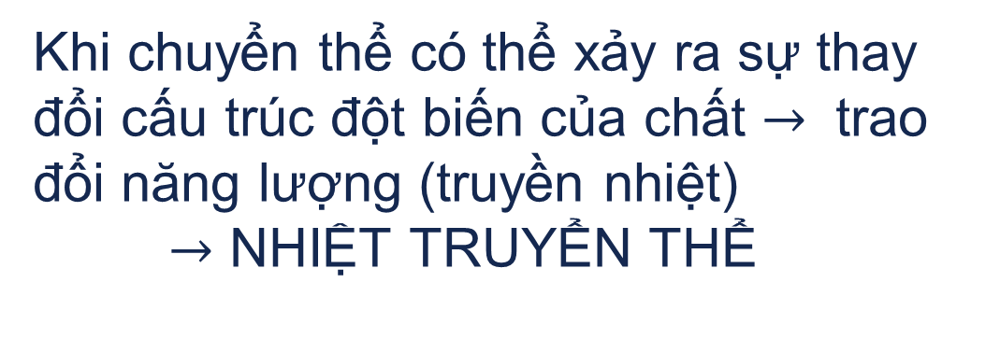 Khi chuyển thể có thể xảy ra sự thay
đổi cấu trúc đột biến của chất → trao
đổi năng lượng (truyền nhiệt)
→ NHIỆT TRUYỂN THỂ